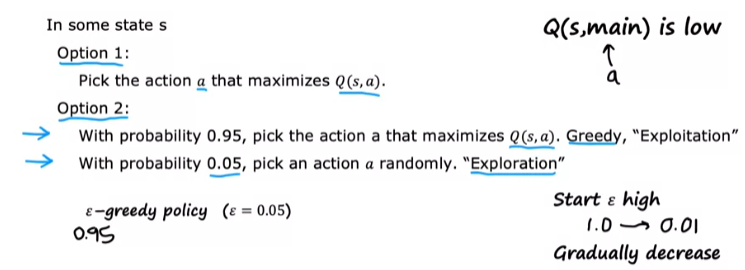 In some state s
Option 1:
Pick the action a that maximizes Q(s,a).
Option 2:
→ With probability 0.95, pick the action a that maximizes Q(s,a). Greedy, “Exploitation”
→ With probability 0.05, pick an action a randomly. “Exploration”
ε-greedy policy (ε = 0.05)
0.95
Q(s,main) is low
↑
a
Start ε high
1.0 → 0.01
Gradually decrease